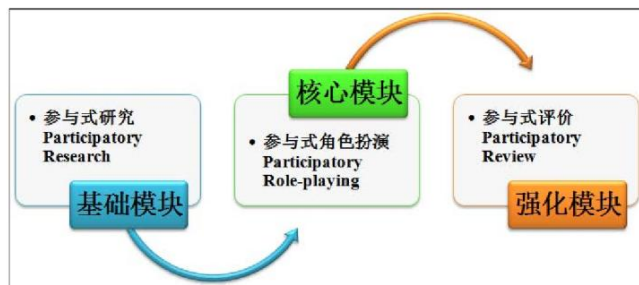 • 参与式研究
Participatory
Research
基础模块
核心模块
• 参与式角色扮演
Participatory
Role-playing
• 参与式评价
Participatory
Review
强化模块